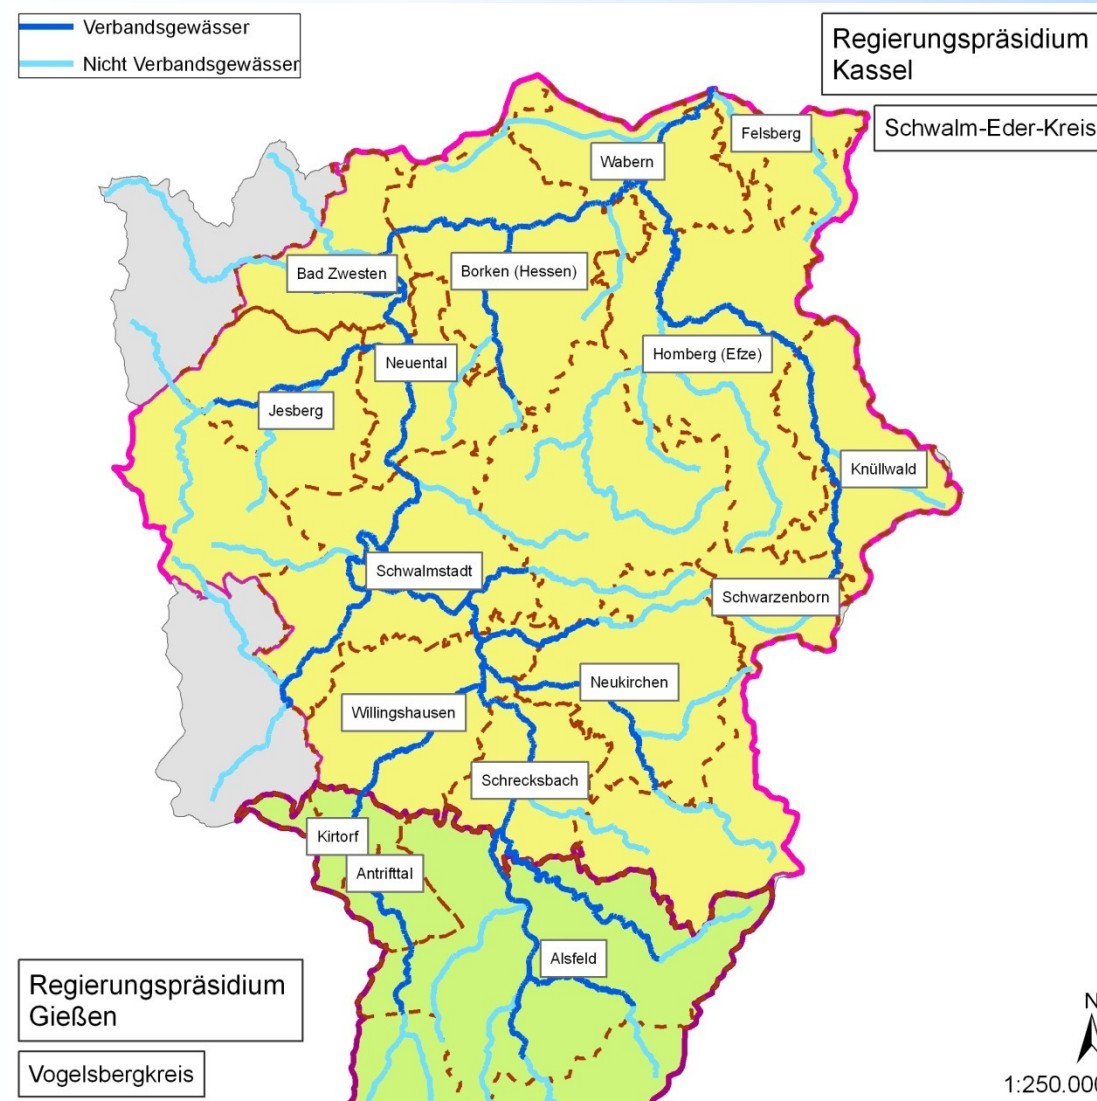 Verbandsgewässer
Nicht Verbandsgewässer
Regierungspräsidium
Kassel
Schwalm-Eder-Kreis
Felsberg
Wabern
Bad Zwesten
Borken (Hessen)
Homberg (Efze)
Neuental
Jesberg
Knüllwald
Schwalmstadt
Schwarzenborn
Neukirchen
Willingshausen
Schrecksbach
Kirtorf
Antrifttal
Alsfeld
Regierungspräsidium
Gießen
Vogelsbergkreis
N
1:250.000